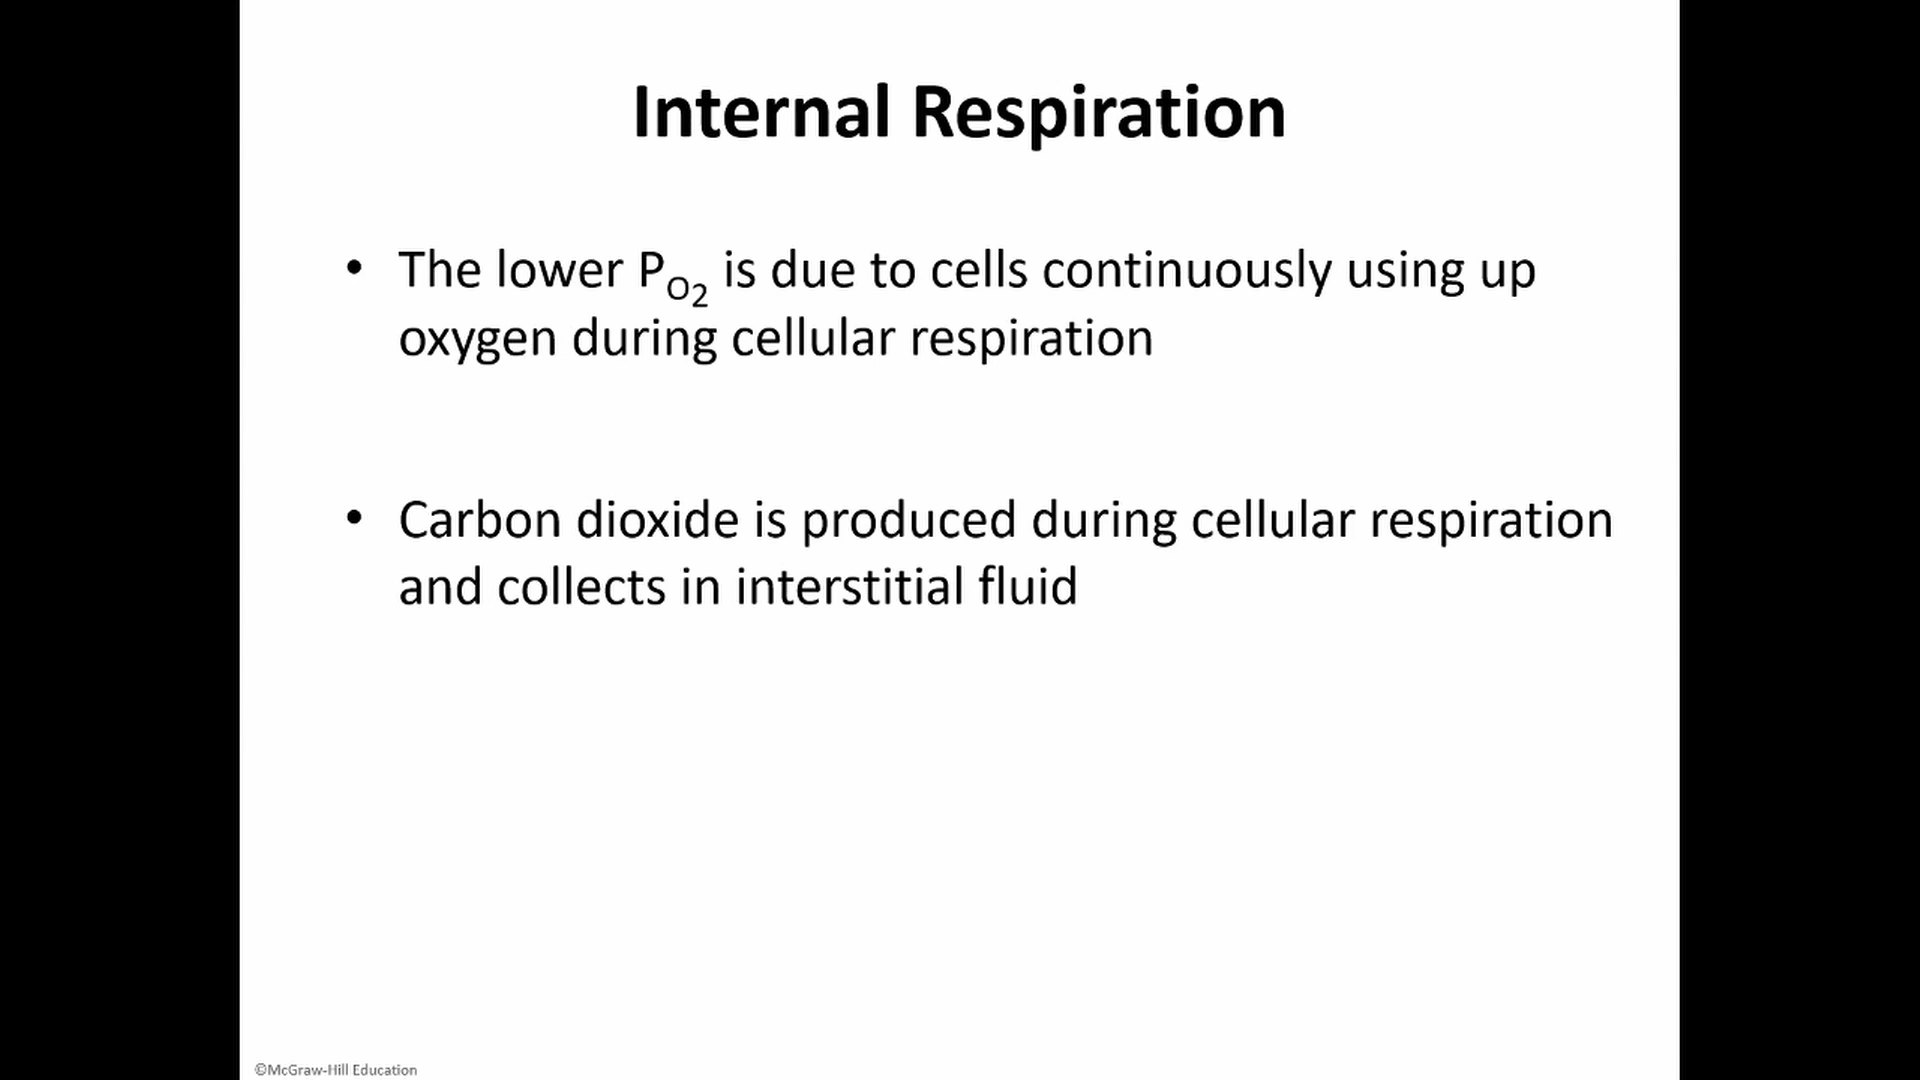 Internal Respiration
• The lower PO2 is due to cells continuously using up
oxygen during cellular respiration
• Carbon dioxide is produced during cellular respiration
and collects in interstitial fluid
©McGraw-Hill Education